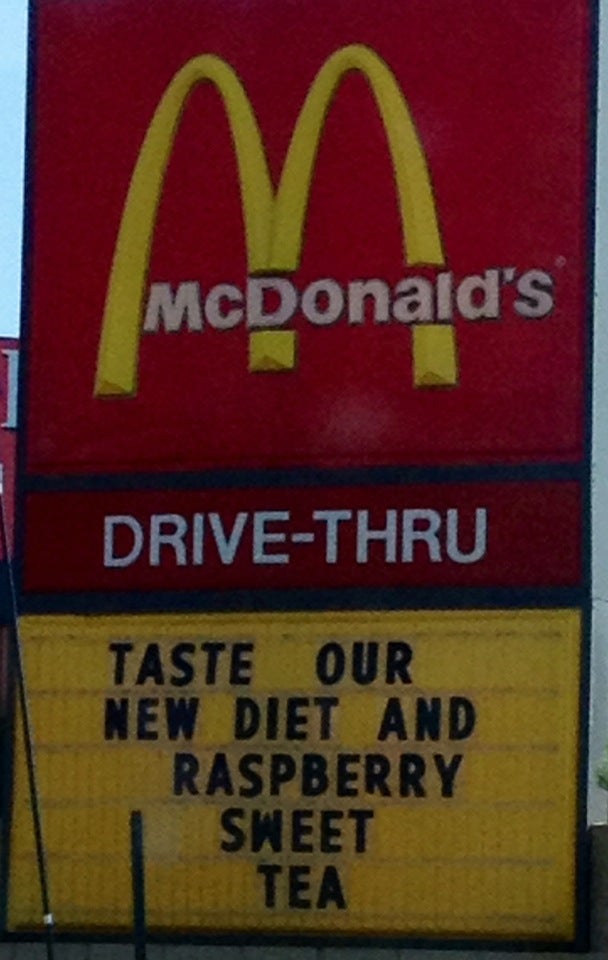 McDonald's
DRIVE-THRU
TASTE OUR
NEW DIET AND
RASPBERRY
SWEET
TEA